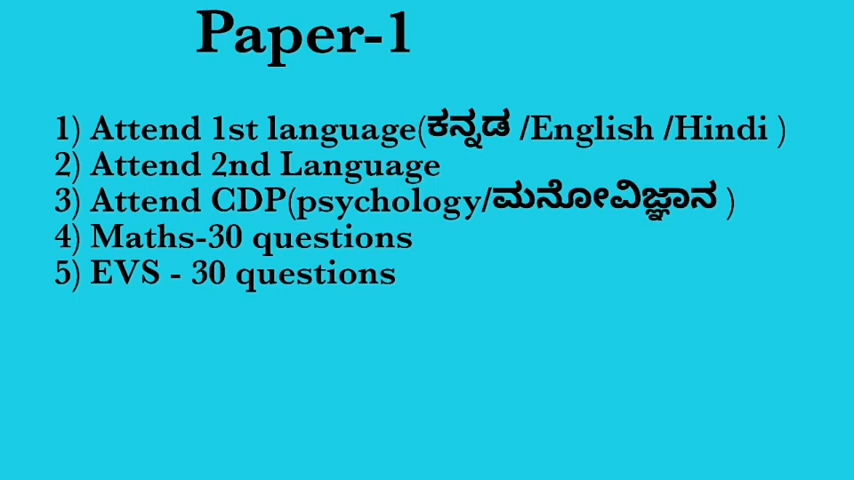 Paper-1
1) Attend 1st language(ಕನ್ನಡ /English /Hindi )
2) Attend 2nd Language
3) Attend CDP(psychology/ಮನೋವಿಜ್ಞಾನ )
4) Maths-30 questions
5) EVS - 30 questions